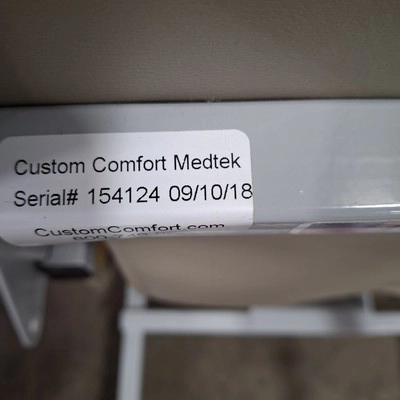 Custom Comfort Medtek
Serial# 154124 09/10/18
CustomComfort.com